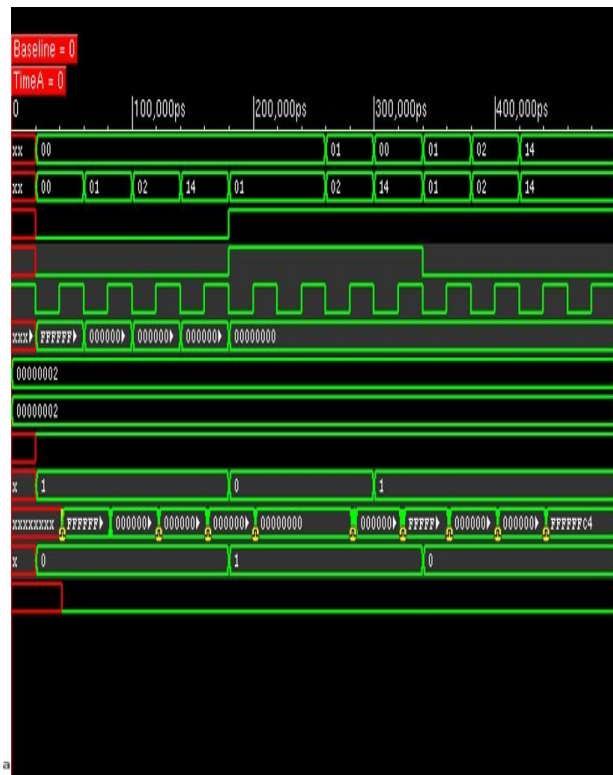 Baseline = 0
TimeA = 0
0 100,000ps 200,000ps 300,000ps 400,000ps
xx 00 01 00 01 02 14
xx 00 01 02 14 01 02 14 01 02 14
xxx FFFFFF 000000 000000 000000 00000000
00000002
00000002
x 1 0 1
xxxxxxxx FFFFFF 000000 000000 000000 00000000 000000 FFFFF 000000 000000 FFFFFFc4
x 0 1 0
a